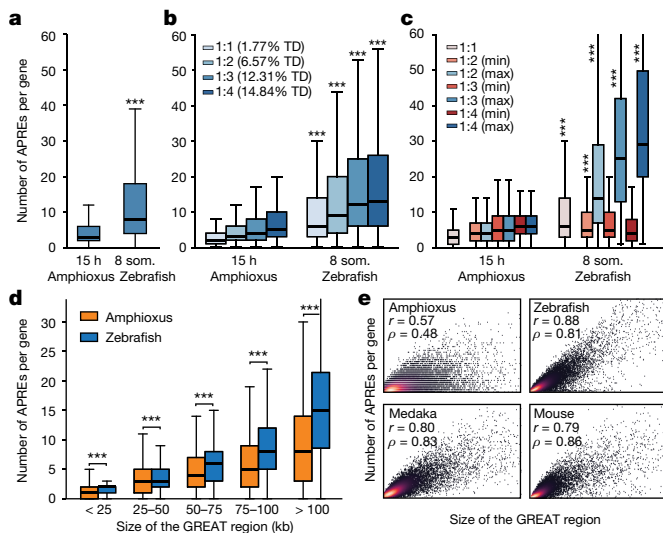 a
Number of APREs per gene
60
50
40
30
20
10
0
***
15 h
Amphioxus
8 som.
Zebrafish
b
60
50
40
30
20
10
0
1:1 (1.77% TD)
1:2 (6.57% TD)
1:3 (12.31% TD)
1:4 (14.84% TD)
***
***
***
***
15 h
Amphioxus
8 som.
Zebrafish
c
60
50
40
30
20
10
0
1:1
1:2 (min)
1:2 (max)
1:3 (min)
1:3 (max)
1:4 (min)
1:4 (max)
***
***
***
***
***
15 h
Amphioxus
8 som.
Zebrafish
d
Number of APREs per gene
30
25
20
15
10
5
0
Amphioxus
Zebrafish
***
***
***
***
***
< 25
25–50
50–75
75–100
> 100
Size of the GREAT region (kb)
e
Number of APREs per gene
Amphioxus
r = 0.57
ρ = 0.48
Zebrafish
r = 0.88
ρ = 0.81
Medaka
r = 0.80
ρ = 0.83
Mouse
r = 0.79
ρ = 0.86
Size of the GREAT region